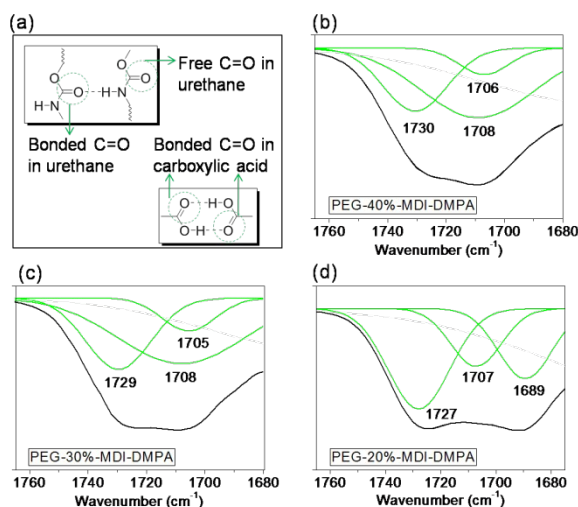 (a)
Free C=O in
urethane
Bonded C=O
in urethane
Bonded C=O in
carboxylic acid
O
O
O
O
H-N
H-N
O
HO
OH
O
(b)
1706
1730
1708
PEG-40%-MDI-DMPA
1760 1740 1720 1700 1680
Wavenumber (cm-1)
(c)
1705
1729
1708
PEG-30%-MDI-DMPA
1760 1740 1720 1700 1680
Wavenumber (cm-1)
(d)
1707
1689
1727
PEG-20%-MDI-DMPA
1760 1740 1720 1700 1680
Wavenumber (cm-1)